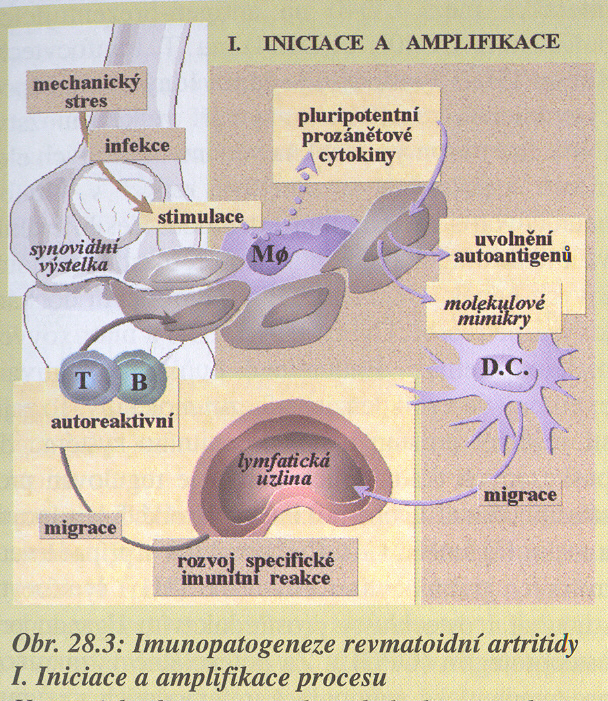 I. INICIACE A AMPLIFIKACE
mechanický
stres
infekce
stimulace
pluripotentní
prozánětové
cytokiny
synoviální
výstelka
Mø
uvolnění
autoantigenů
molekulové
mimikry
T B
autoreaktivní
D.C.
lymfatická
uzlina
migrace
migrace
rozvoj specifické
imunitní reakce
Obr. 28.3: Imunopatogeneze revmatoidní artritidy
I. Iniciace a amplifikace procesu